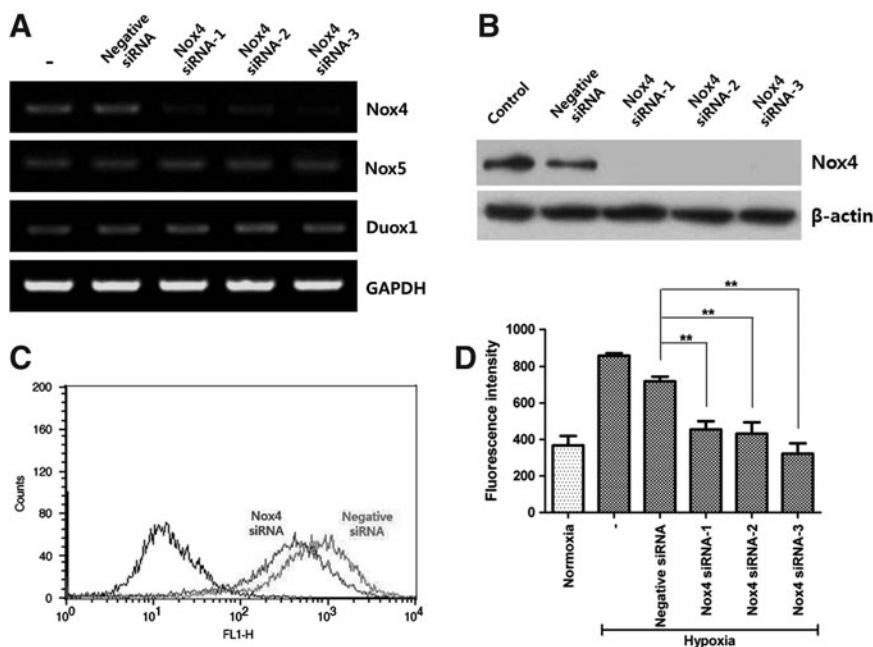 A
-
Negative
siRNA
Nox4
siRNA-1
Nox4
siRNA-2
Nox4
siRNA-3
Nox4
Nox5
Duox1
GAPDH
B
Control
Negative
siRNA
Nox4
siRNA-1
Nox4
siRNA-2
Nox4
siRNA-3
Nox4
β-actin
C
200
160
120
80
40
0
Counts
Nox4
siRNA
Negative
siRNA
10⁰
10¹
10²
10³
10⁴
FL1-H
D
**
**
**
1000
800
600
400
200
0
Fluorescence intensity
Normoxia
-
Negative siRNA
Nox4 siRNA-1
Nox4 siRNA-2
Nox4 siRNA-3
Hypoxia